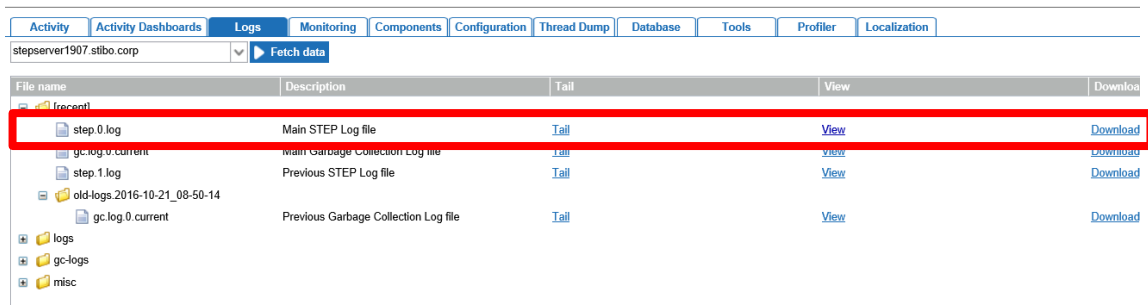 Activity Activity Dashboards Logs Monitoring Components Configuration Thread Dump Database Tools Profiler Localization
stepserver1907.stibo.corp Fetch data
File name Description Tail View Downloa
[recent]
step.0.log Main STEP Log file Tail View Download
gc.log.0.current Main Garbage Collection Log file Tail View Download
step.1.log Previous STEP Log file Tail View Download
old-logs.2016-10-21_08-50-14
gc.log.0.current Previous Garbage Collection Log file Tail View Download
logs
gc-logs
misc